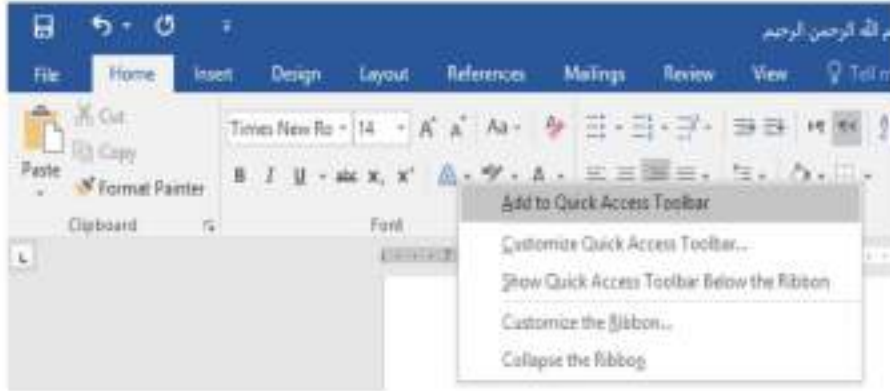 م الله الرحمن الرحيم
File Home Insert Design Layout References Mailings Review View Tell m
Cut
Times New Ro 14 A A Aa
Copy
Paste
Format Painter
B I U abc x, x' A A
Clipboard Font
L
Add to Quick Access Toolbar
Customize Quick Access Toolbar...
Show Quick Access Toolbar Below the Ribbon
Customize the Ribbon...
Collapse the Ribbon